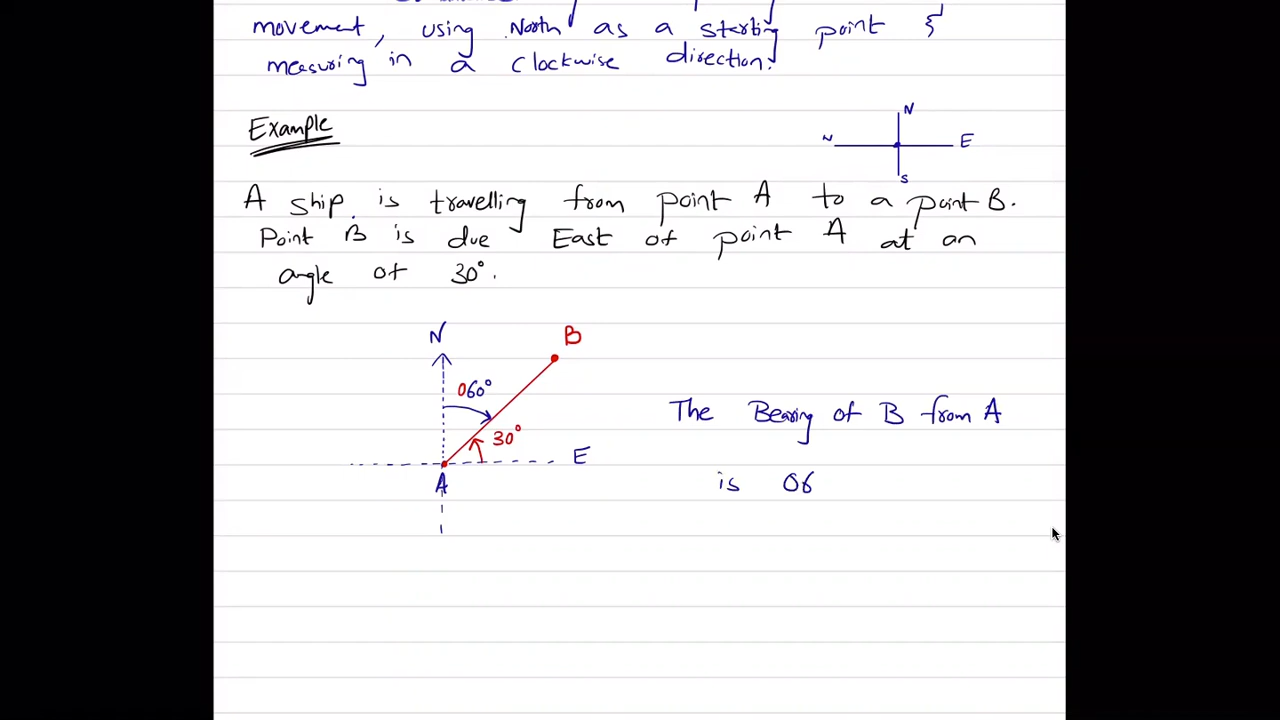 movement, using North as a starting point &
measuring in a clockwise direction.
Example
N
W E
S
A ship is travelling from point A to a point B.
Point B is due East of point A at an
angle of 30°.
N
B
060°
30°
E
A
The Bearing of B from A
is 06